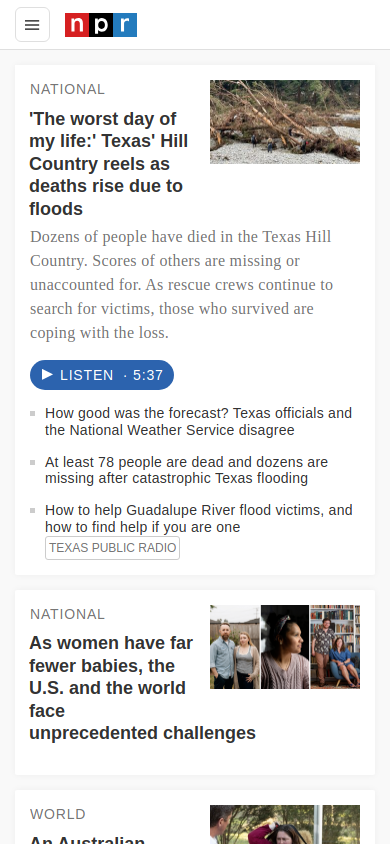 npr
NATIONAL
'The worst day of
my life:' Texas' Hill
Country reels as
deaths rise due to
floods
Dozens of people have died in the Texas Hill
Country. Scores of others are missing or
unaccounted for. As rescue crews continue to
search for victims, those who survived are
coping with the loss.
LISTEN · 5:37
How good was the forecast? Texas officials and
the National Weather Service disagree
At least 78 people are dead and dozens are
missing after catastrophic Texas flooding
How to help Guadalupe River flood victims, and
how to find help if you are one
TEXAS PUBLIC RADIO
NATIONAL
As women have far
fewer babies, the
U.S. and the world
face
unprecedented challenges
WORLD
An Australian